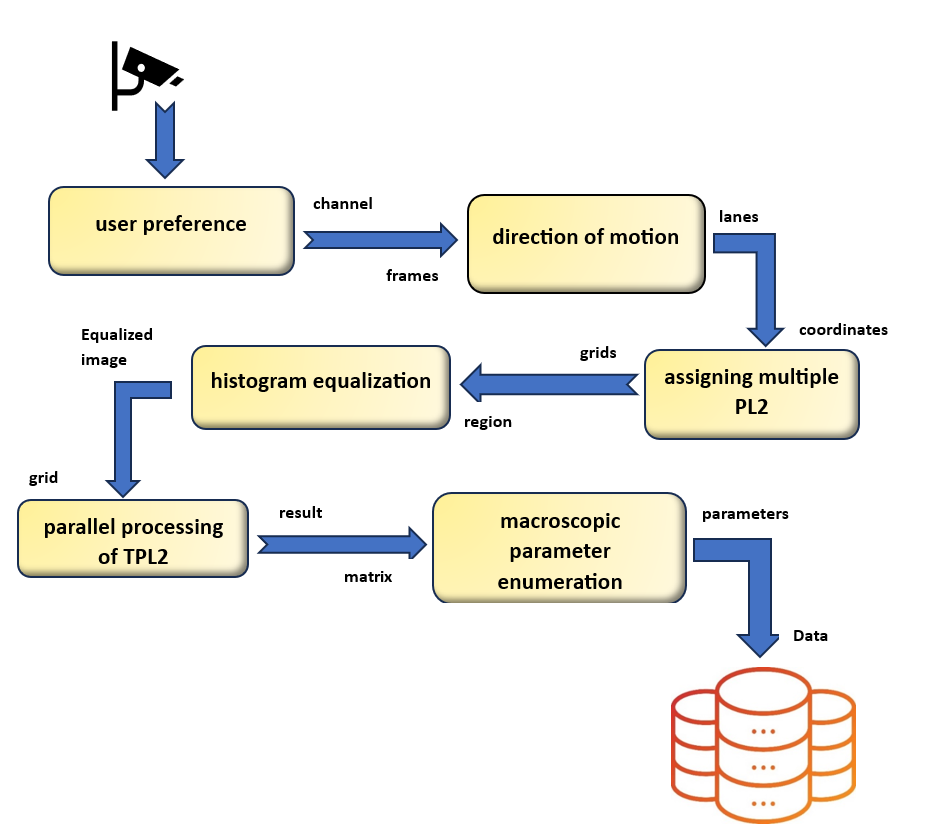 user preference
channel
frames
direction of motion
lanes
coordinates
assigning multiple
PL2
grids
region
histogram equalization
Equalized
image
grid
parallel processing
of TPL2
result
matrix
macroscopic
parameter
enumeration
parameters
Data